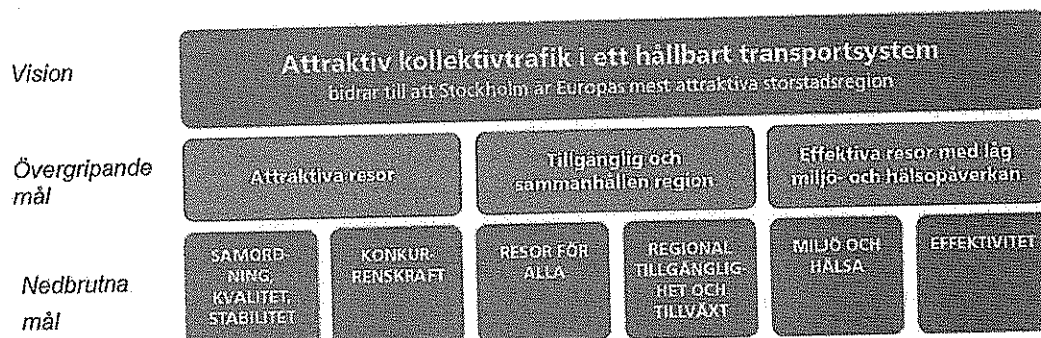 Vision
Attraktiv kollektivtrafik i ett hållbart transportsystem
bidrar till att Stockholm är Europas mest attraktiva storstadsregion
Övergripande
mål
Attraktiva resor
Tillgänglig och
sammanhållen region
Effektiva resor med låg
miljö- och hälsopåverkan
Nedbrutna
mål
SAMORD-
NING,
KVALITET,
STABILITET
KONKUR-
RENSKRAFT
RESOR FÖR
ALLA
REGIONAL
TILLGÄNGLIG-
HET OCH
TILLVÄXT
MILJÖ OCH
HÄLSA
EFFEKTIVITET